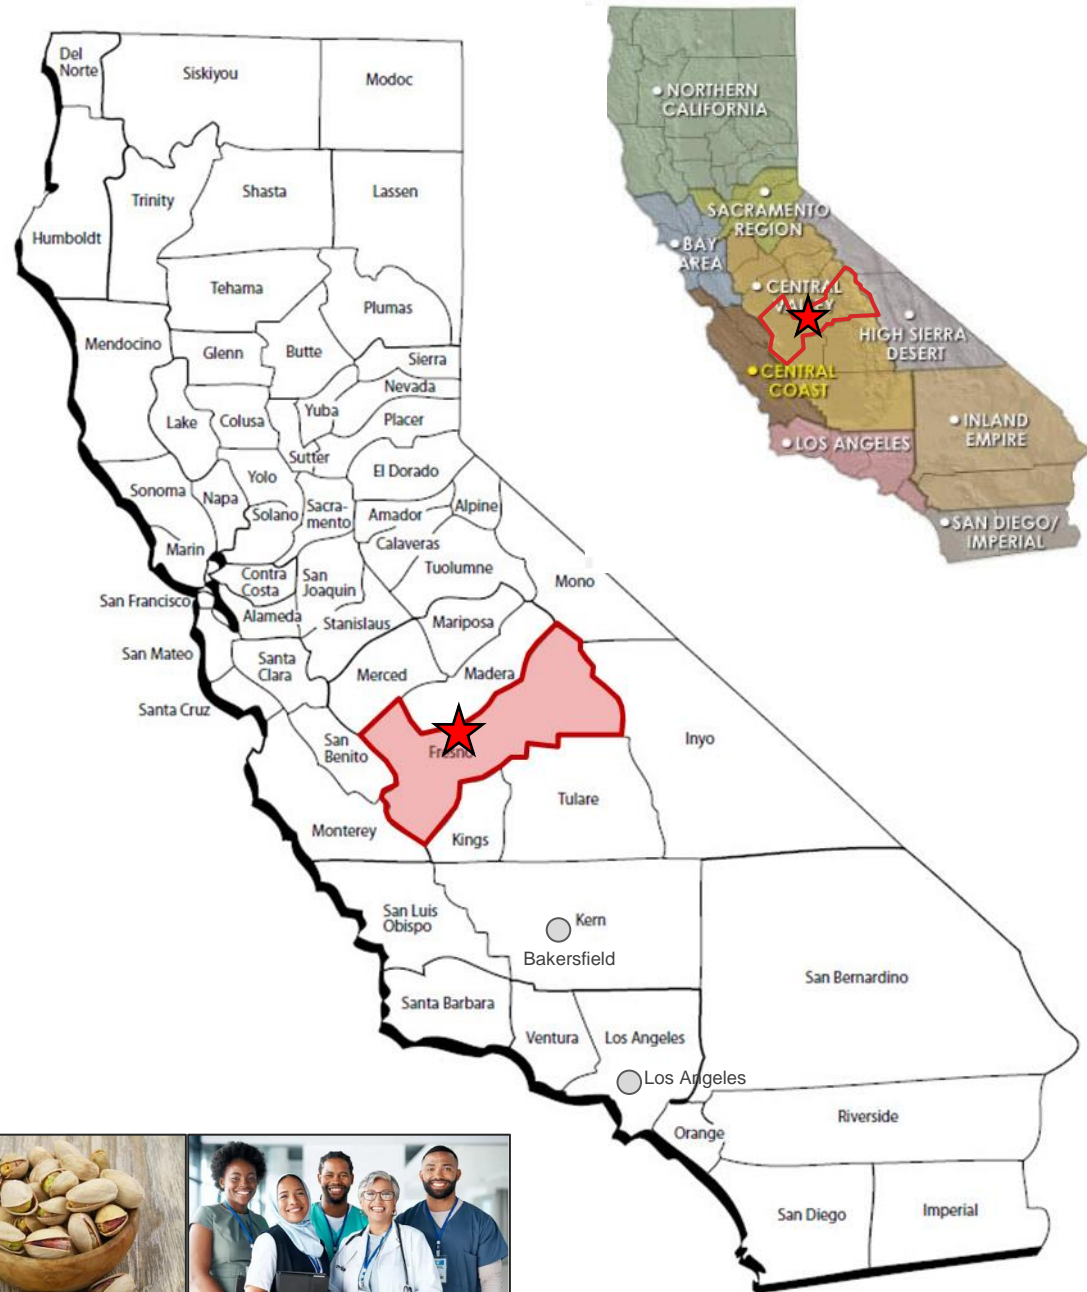 Del
Norte
Siskiyou
Modoc
Trinity
Shasta
Lassen
Humboldt
Tehama
Plumas
Mendocino
Glenn
Butte
Sierra
Nevada
Lake
Colusa
Yuba
Placer
Sutter
El Dorado
Sonoma
Napa
Yolo
Solano
Sacra-
mento
Amador
Alpine
Marin
Calaveras
Tuolumne
Contra
Costa
San
Joaquin
Mono
San Francisco
Alameda
Stanislaus
Mariposa
San Mateo
Santa
Clara
Merced
Madera
Santa Cruz
San
Benito
Fresno
Inyo
Tulare
Monterey
Kings
San Luis
Obispo
Kern
Bakersfield
San Bernardino
Santa Barbara
Ventura
Los Angeles
Los Angeles
Orange
Riverside
San Diego
Imperial
NORTHERN
CALIFORNIA
SACRAMENTO
REGION
BAY
AREA
CENTRAL
VALLEY
HIGH SIERRA
DESERT
CENTRAL
COAST
INLAND
EMPIRE
LOS ANGELES
SAN DIEGO/
IMPERIAL